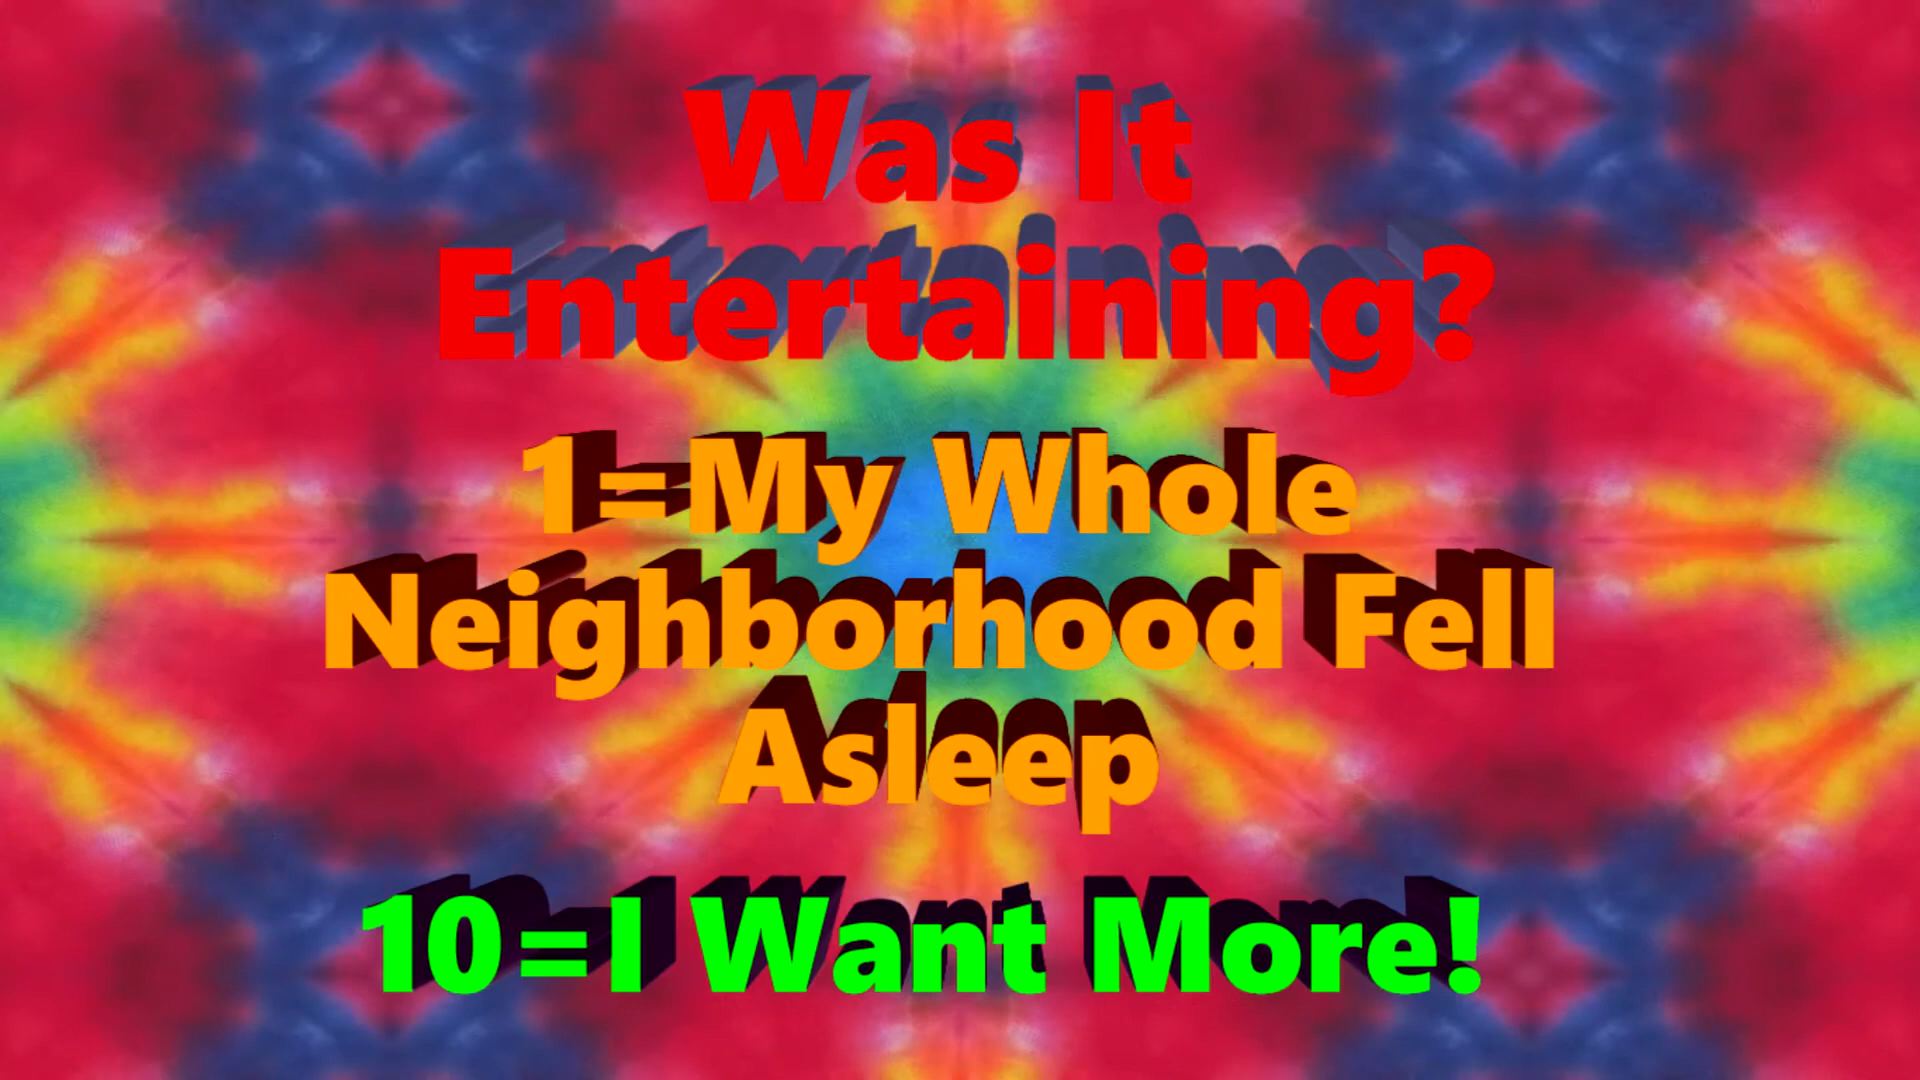 Was It
Entertaining?
1=My Whole
Neighborhood Fell
Asleep
10=I Want More!